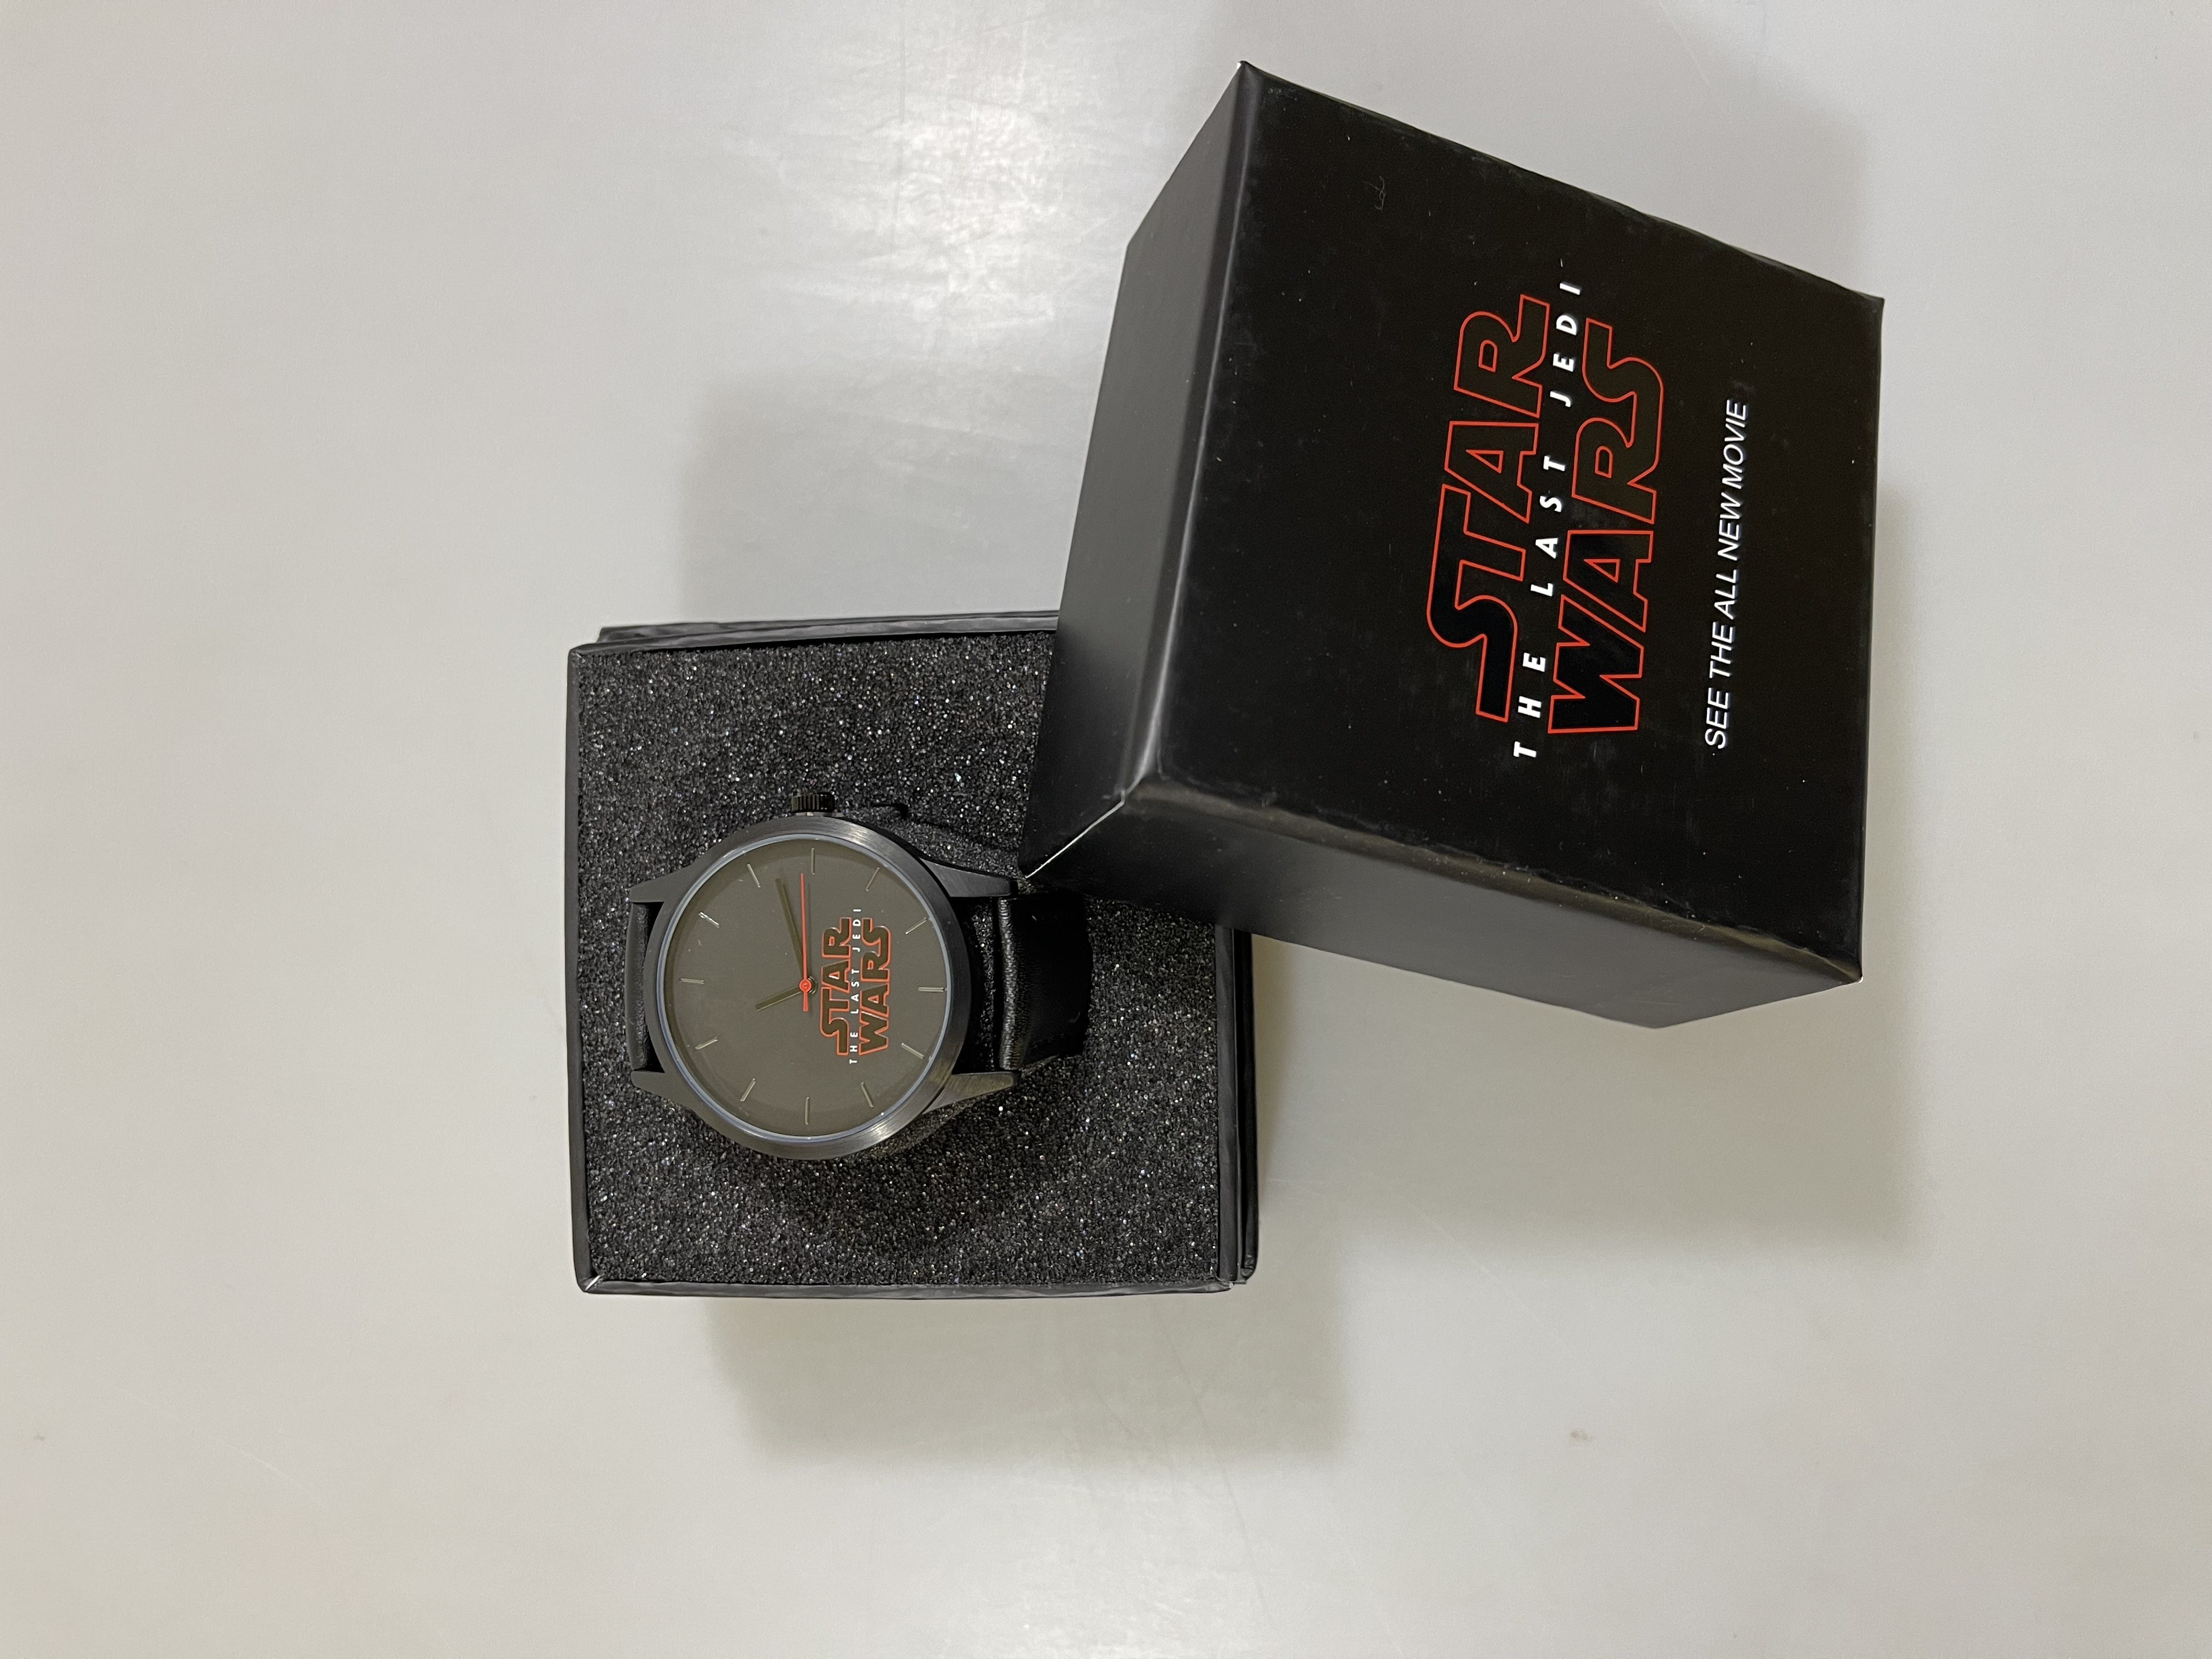 STAR
THE LAST JEDI
WARS
SEE THE ALL NEW MOVIE
STAR
THE LAST JEDI
WARS